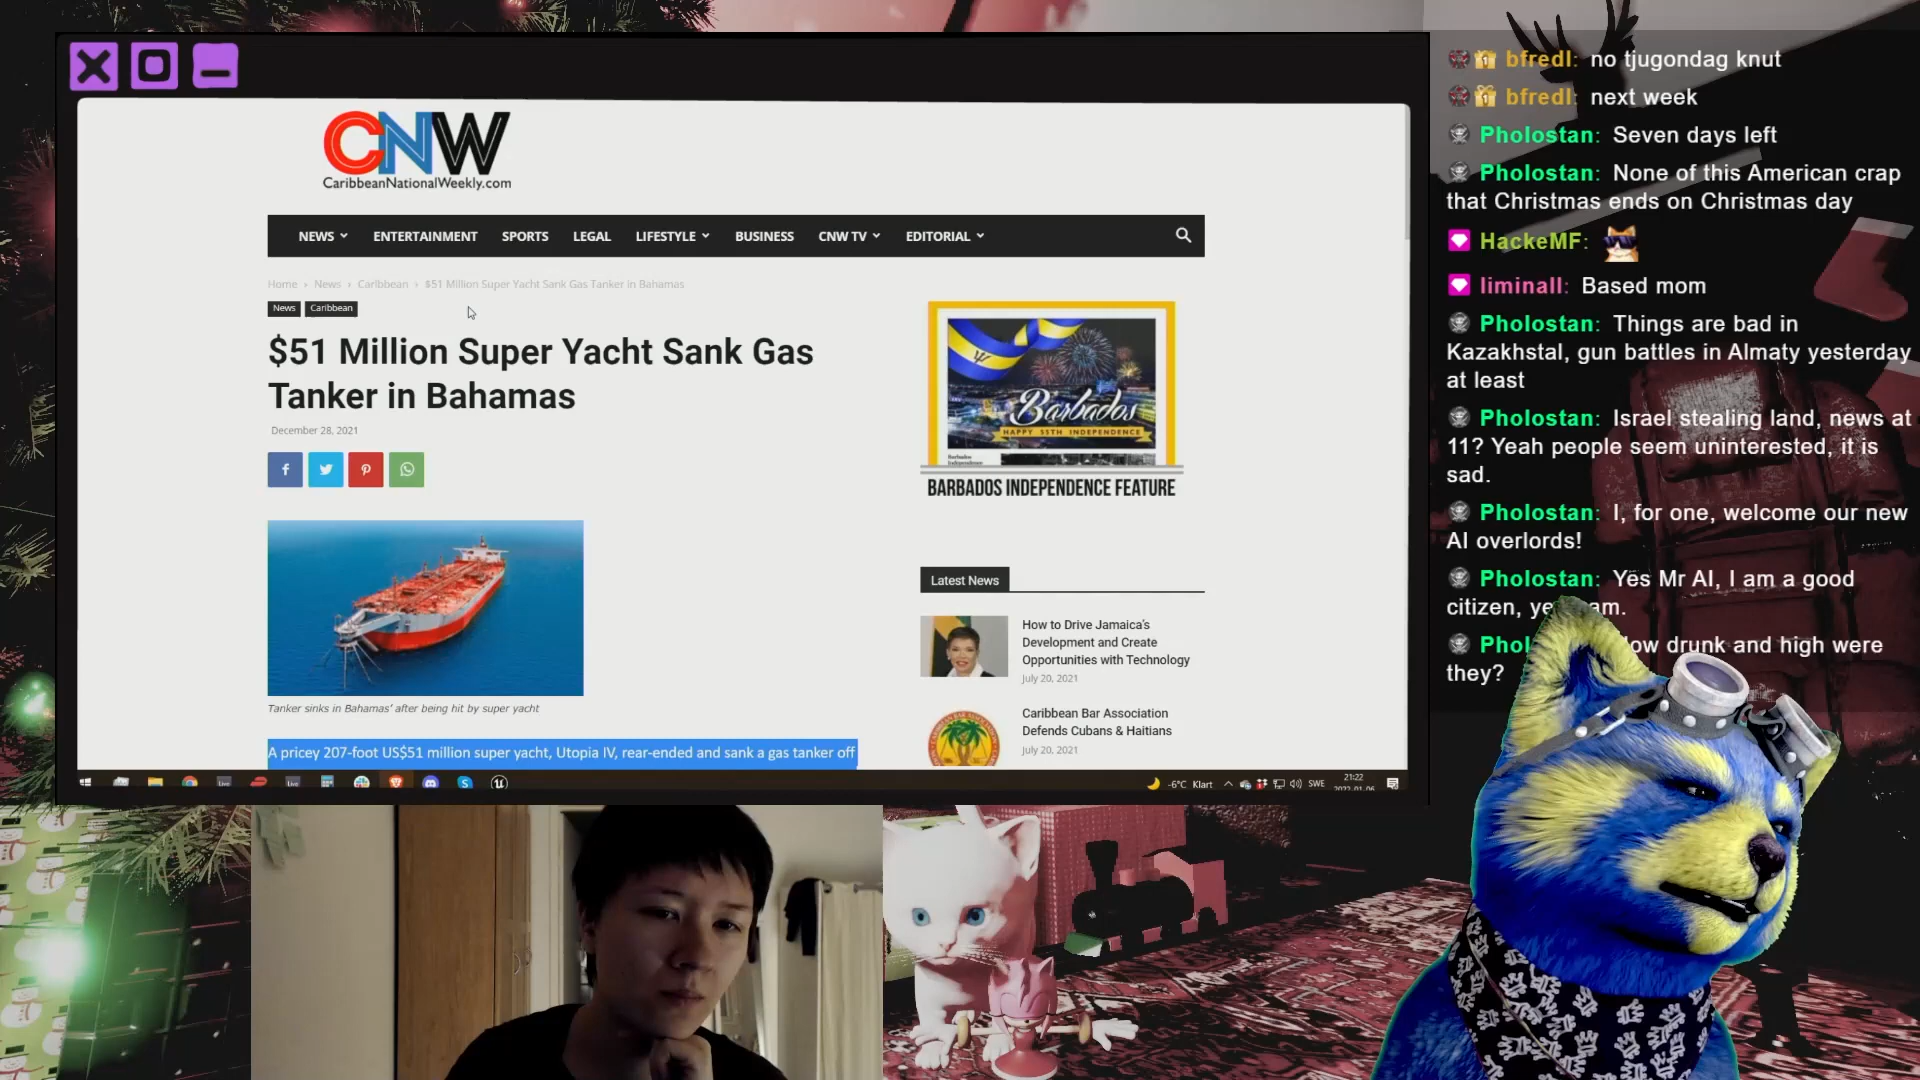 CNW
CaribbeanNationalWeekly.com
NEWS ENTERTAINMENT SPORTS LEGAL LIFESTYLE BUSINESS CNW TV EDITORIAL
Home › News › Caribbean › $51 Million Super Yacht Sank Gas Tanker in Bahamas
News Caribbean
$51 Million Super Yacht Sank Gas
Tanker in Bahamas
December 28, 2021
Tanker sinks in Bahamas' after being hit by super yacht
A pricey 207-foot US$51 million super yacht, Utopia IV, rear-ended and sank a gas tanker off
Barbados
HAPPY 55TH INDEPENDENCE
BARBADOS INDEPENDENCE FEATURE
Latest News
How to Drive Jamaica's
Development and Create
Opportunities with Technology
July 20, 2021
Caribbean Bar Association
Defends Cubans & Haitians
July 20, 2021
-6°C Klart SWE
21:22
2022-01-06
bfredl: no tjugondag knut
bfredl: next week
Pholostan: Seven days left
Pholostan: None of this American crap
that Christmas ends on Christmas day
HackeMF:
liminall: Based mom
Pholostan: Things are bad in
Kazakhstal, gun battles in Almaty yesterday
at least
Pholostan: Israel stealing land, news at
11? Yeah people seem uninterested, it is
sad.
Pholostan: I, for one, welcome our new
AI overlords!
Pholostan: Yes Mr AI, I am a good
citizen,
drunk and high were
they?